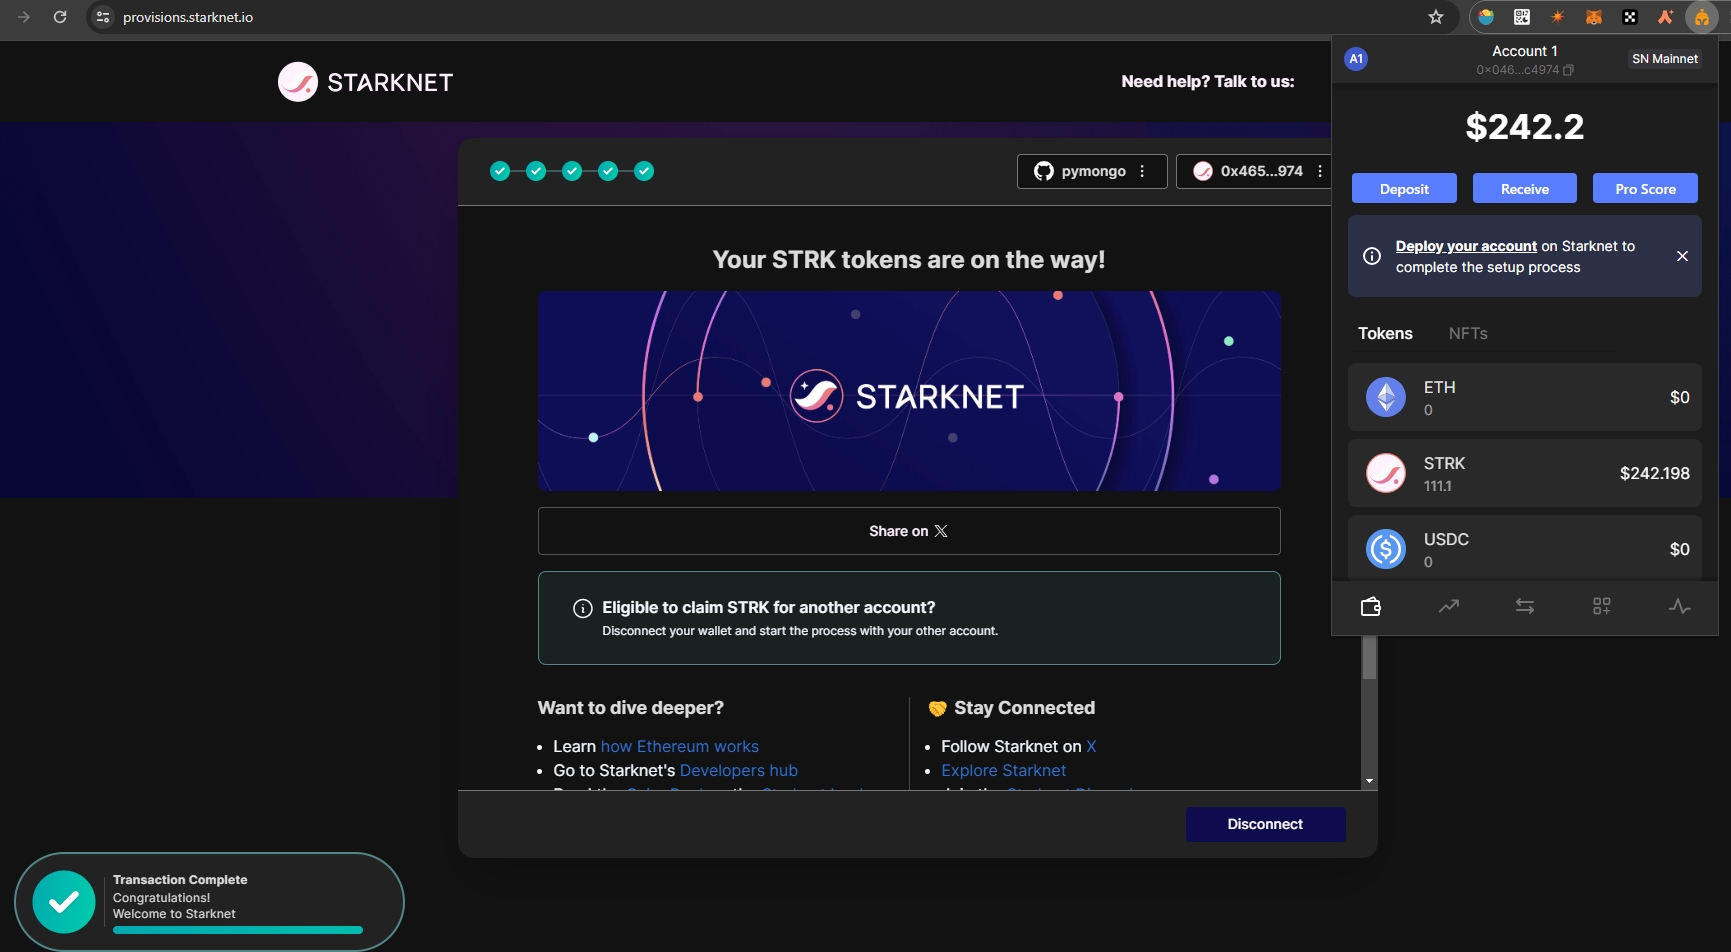 provisions.starknet.io
STARKNET
Need help? Talk to us:
pymongo
0x465...974
Your STRK tokens are on the way!
STARKNET
Share on X
Eligible to claim STRK for another account?
Disconnect your wallet and start the process with your other account.
Want to dive deeper?
Learn how Ethereum works
Go to Starknet's Developers hub
🤝 Stay Connected
Follow Starknet on X
Explore Starknet
Disconnect
Transaction Complete
Congratulations!
Welcome to Starknet
A1
Account 1
0×046...c4974
SN Mainnet
$242.2
Deposit
Receive
Pro Score
Deploy your account on Starknet to
complete the setup process
Tokens
NFTs
ETH
0
$0
STRK
111.1
$242.198
USDC
0
$0